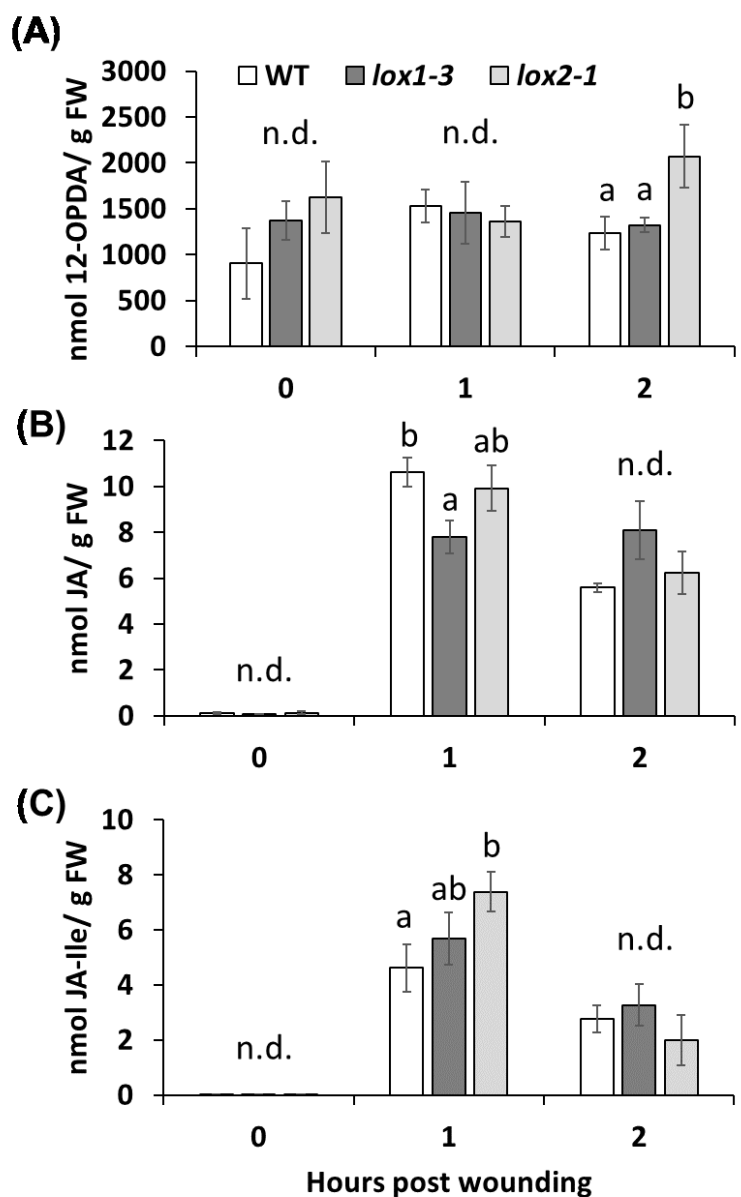 (A)
nmol 12-OPDA/ g FW
3000
2500
2000
1500
1000
500
0
WT lox1-3 lox2-1
n.d. n.d. a a b
0 1 2
(B)
nmol JA/ g FW
12
10
8
6
4
2
0
n.d. b a ab n.d.
0 1 2
(C)
nmol JA-Ile/ g FW
10
8
6
4
2
0
n.d. a ab b n.d.
0 1 2
Hours post wounding